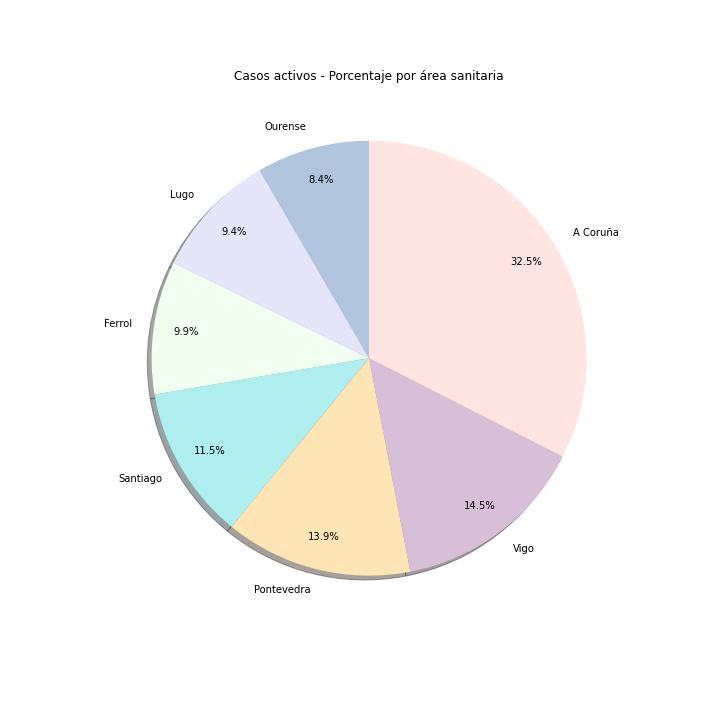 Casos activos - Porcentaje por área sanitaria
Ourense
8.4%
Lugo
9.4%
A Coruña
32.5%
Ferrol
9.9%
Santiago
11.5%
Vigo
14.5%
Pontevedra
13.9%